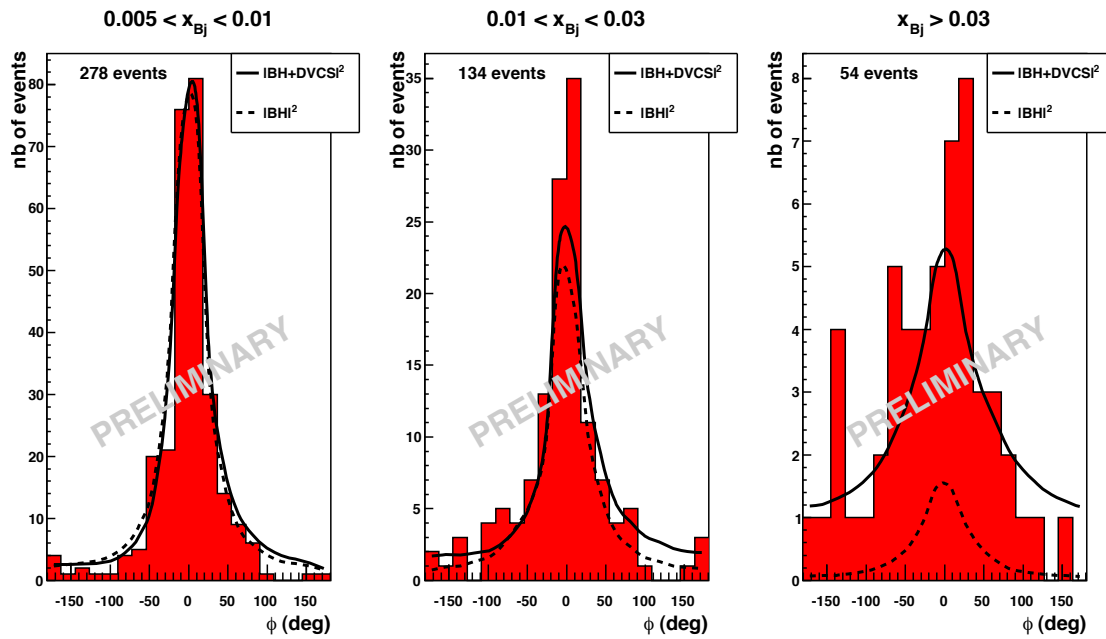 0.005 < x_Bj < 0.01
nb of events
278 events
|BH+DVCS|²
|BH|²
80
70
60
50
40
30
20
10
0
PRELIMINARY
-150 -100 -50 0 50 100 150
ϕ (deg)
0.01 < x_Bj < 0.03
nb of events
134 events
|BH+DVCS|²
|BH|²
35
30
25
20
15
10
5
0
PRELIMINARY
-150 -100 -50 0 50 100 150
ϕ (deg)
x_Bj > 0.03
nb of events
54 events
|BH+DVCS|²
|BH|²
8
7
6
5
4
3
2
1
0
PRELIMINARY
-150 -100 -50 0 50 100 150
ϕ (deg)